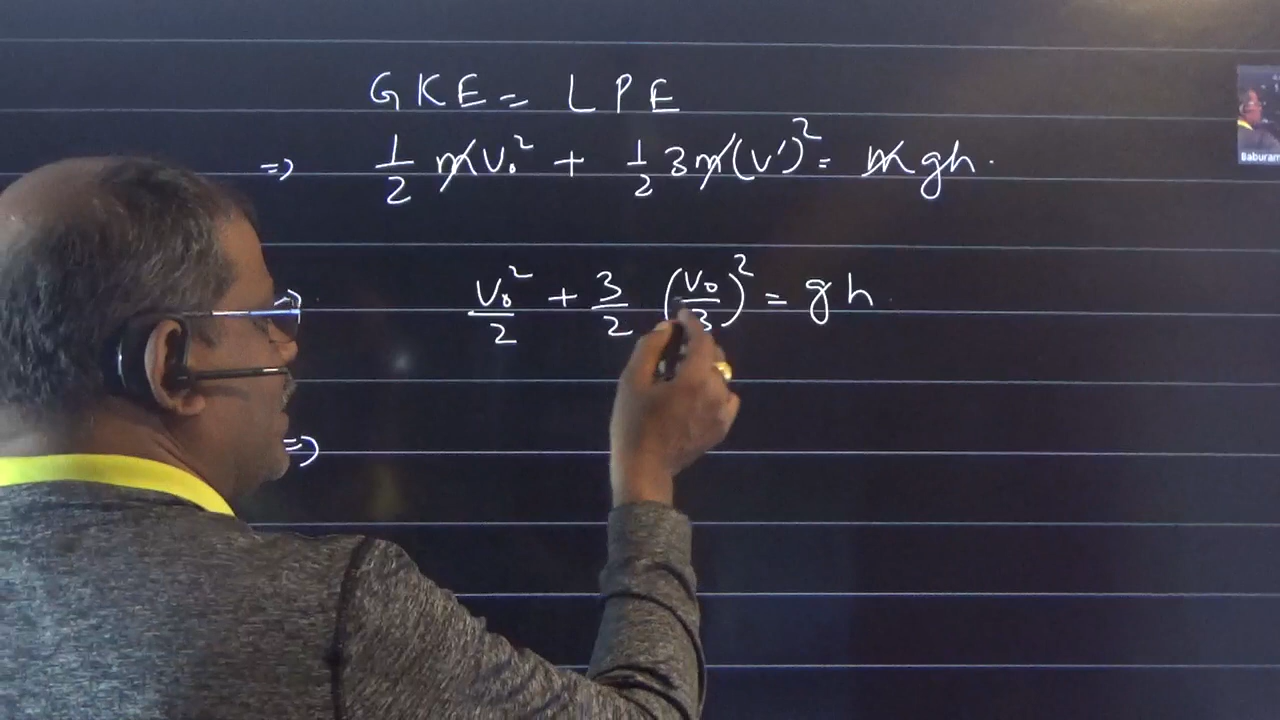 GKE = LPE
=> 1/2 mv₀² + 1/2 3m(v')² = mgh.
=> v₀²/2 + 3/2 (v₀/3)² = gh.
=>
Baburam